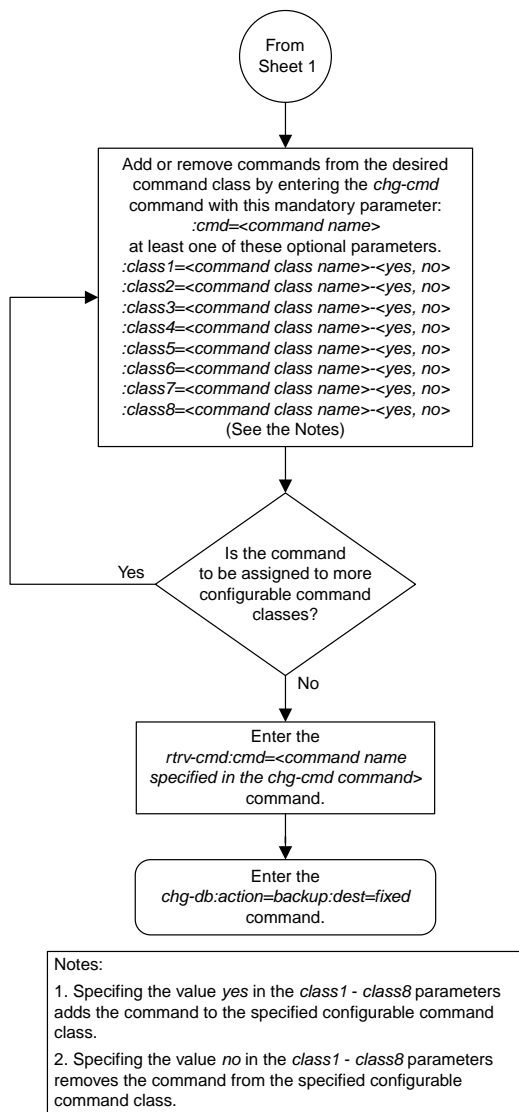 From
Sheet 1
Add or remove commands from the desired
command class by entering the chg-cmd
command with this mandatory parameter:
:cmd=<command name>
at least one of these optional parameters.
:class1=<command class name>-<yes, no>
:class2=<command class name>-<yes, no>
:class3=<command class name>-<yes, no>
:class4=<command class name>-<yes, no>
:class5=<command class name>-<yes, no>
:class6=<command class name>-<yes, no>
:class7=<command class name>-<yes, no>
:class8=<command class name>-<yes, no>
(See the Notes)
Is the command
to be assigned to more
configurable command
classes?
Yes
No
Enter the
rtrv-cmd:cmd=<command name
specified in the chg-cmd command>
command.
Enter the
chg-db:action=backup:dest=fixed
command.
Notes:
1. Specifing the value yes in the class1 - class8 parameters
adds the command to the specified configurable command
class.
2. Specifing the value no in the class1 - class8 parameters
removes the command from the specified configurable
command class.